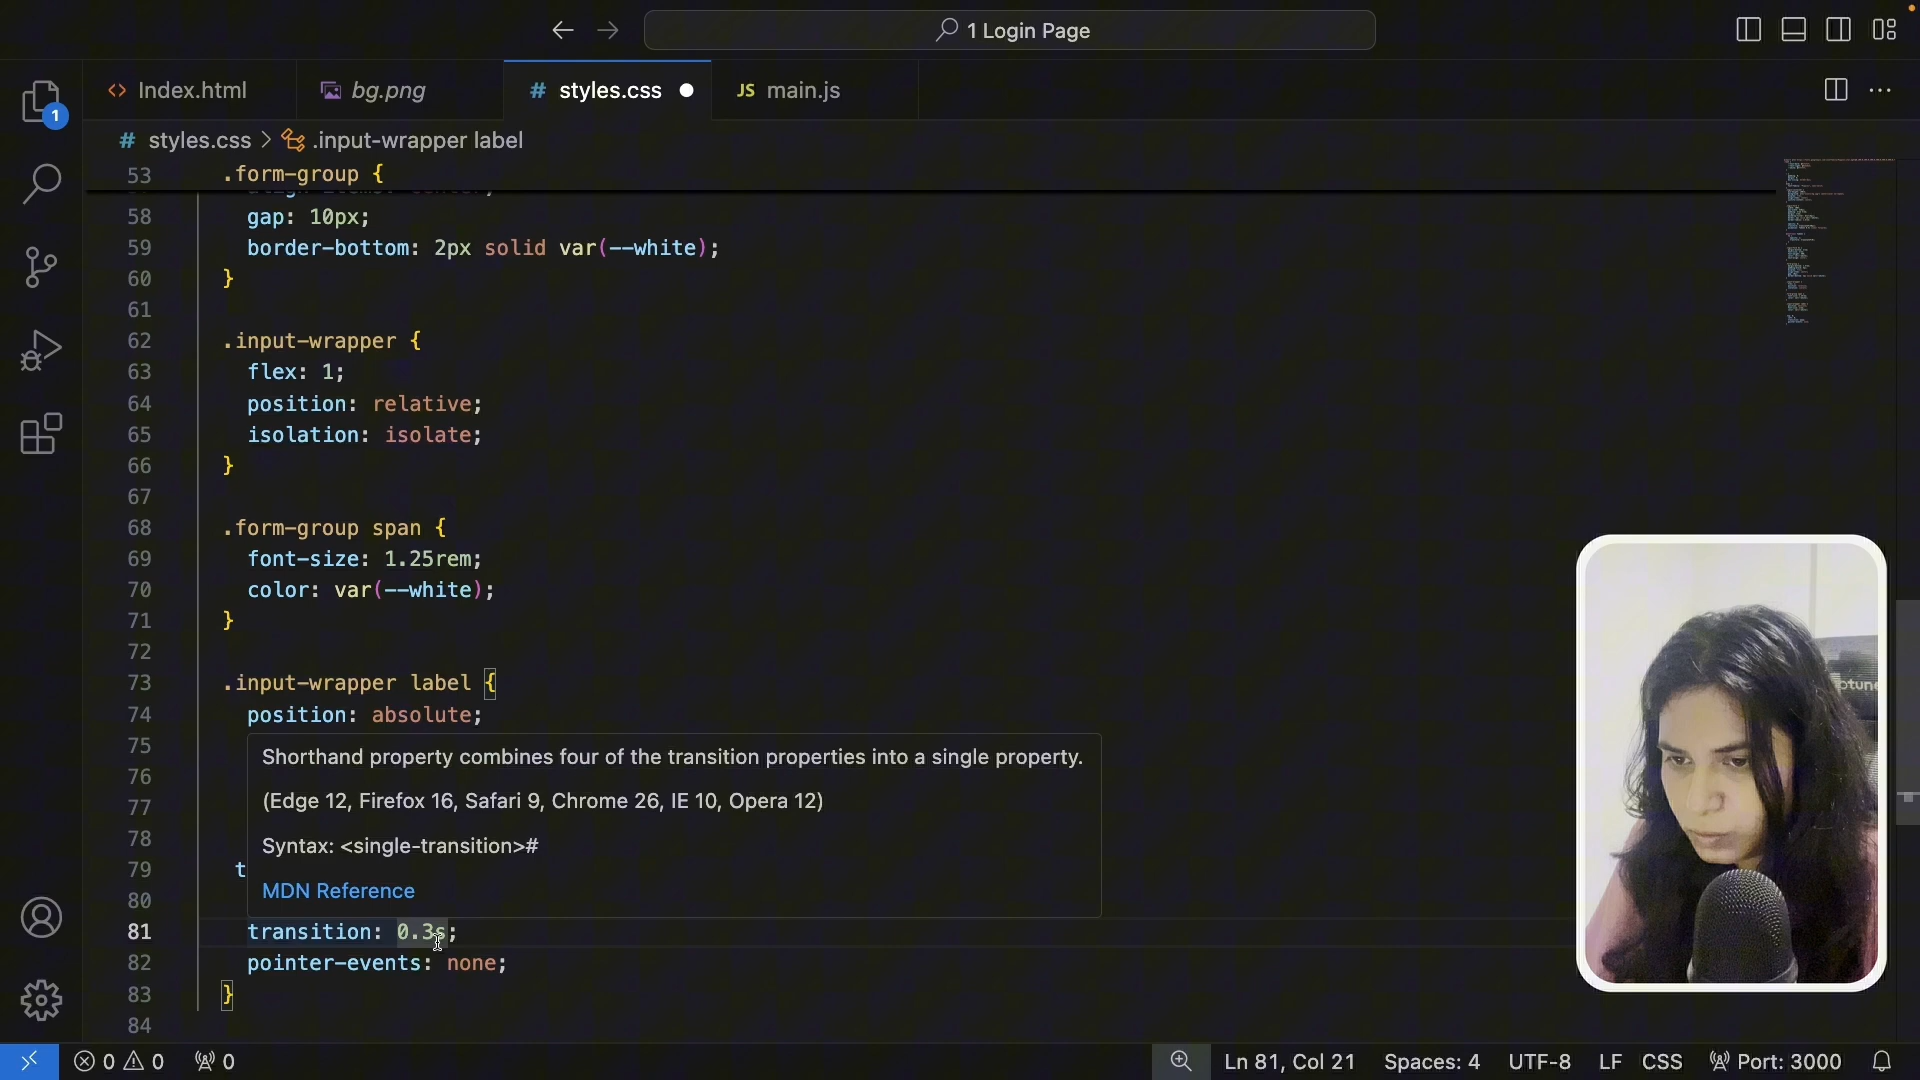 1 Login Page
1
<> Index.html
bg.png
# styles.css
JS main.js
# styles.css > .input-wrapper label
53 .form-group {
58 gap: 10px;
59 border-bottom: 2px solid var(--white);
60 }
61
62 .input-wrapper {
63 flex: 1;
64 position: relative;
65 isolation: isolate;
66 }
67
68 .form-group span {
69 font-size: 1.25rem;
70 color: var(--white);
71 }
72
73 .input-wrapper label {
74 position: absolute;
75
Shorthand property combines four of the transition properties into a single property.
76
(Edge 12, Firefox 16, Safari 9, Chrome 26, IE 10, Opera 12)
77
78
Syntax: <single-transition>#
79 t
80
MDN Reference
81 transition: 0.3s;
82 pointer-events: none;
83 }
84
0 0 0 Ln 81, Col 21 Spaces: 4 UTF-8 LF CSS Port: 3000